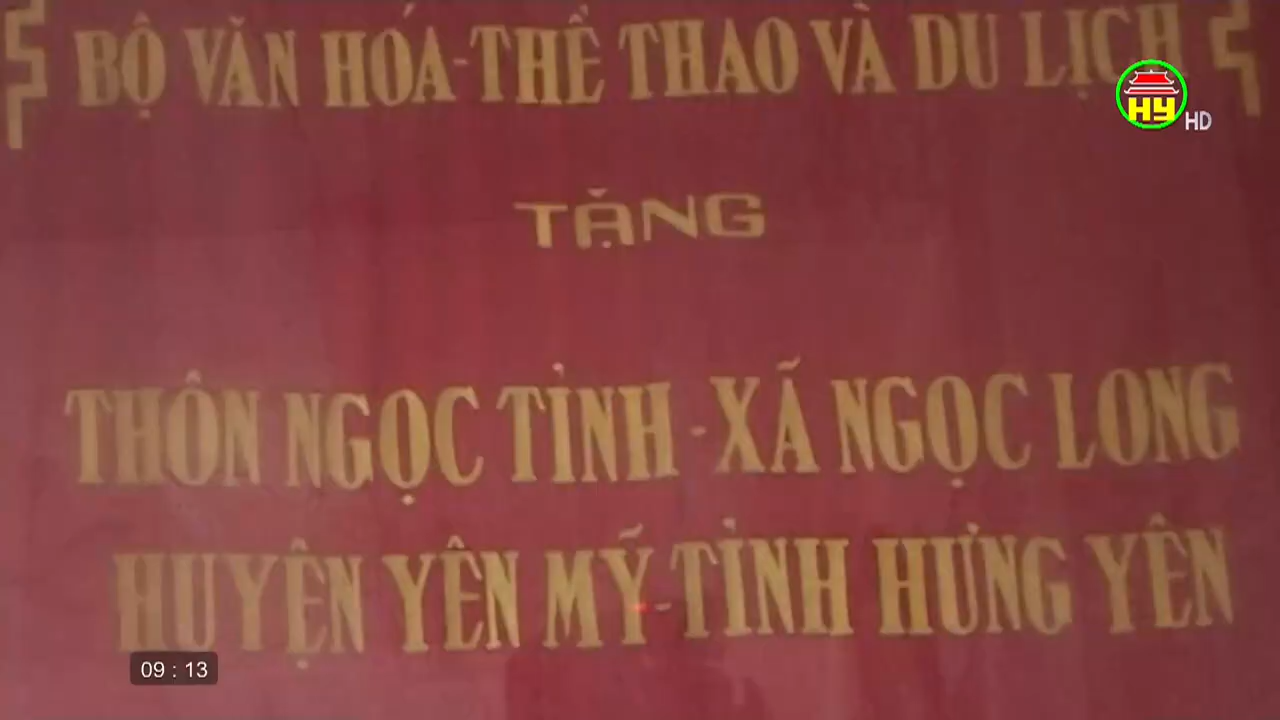 BỘ VĂN HÓA-THỂ THAO VÀ DU LỊCH
HY HD
TẶNG
THÔN NGỌC TỈNH - XÃ NGỌC LONG
HUYỆN YÊN MỸ-TỈNH HƯNG YÊN
09 : 13